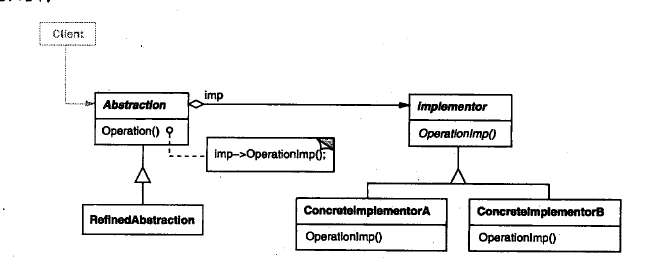 Client
Abstraction
imp
Implementor
Operation()
OperationImp()
imp->OperationImp();
RefinedAbstraction
ConcreteImplementorA
ConcreteImplementorB
OperationImp()
OperationImp()